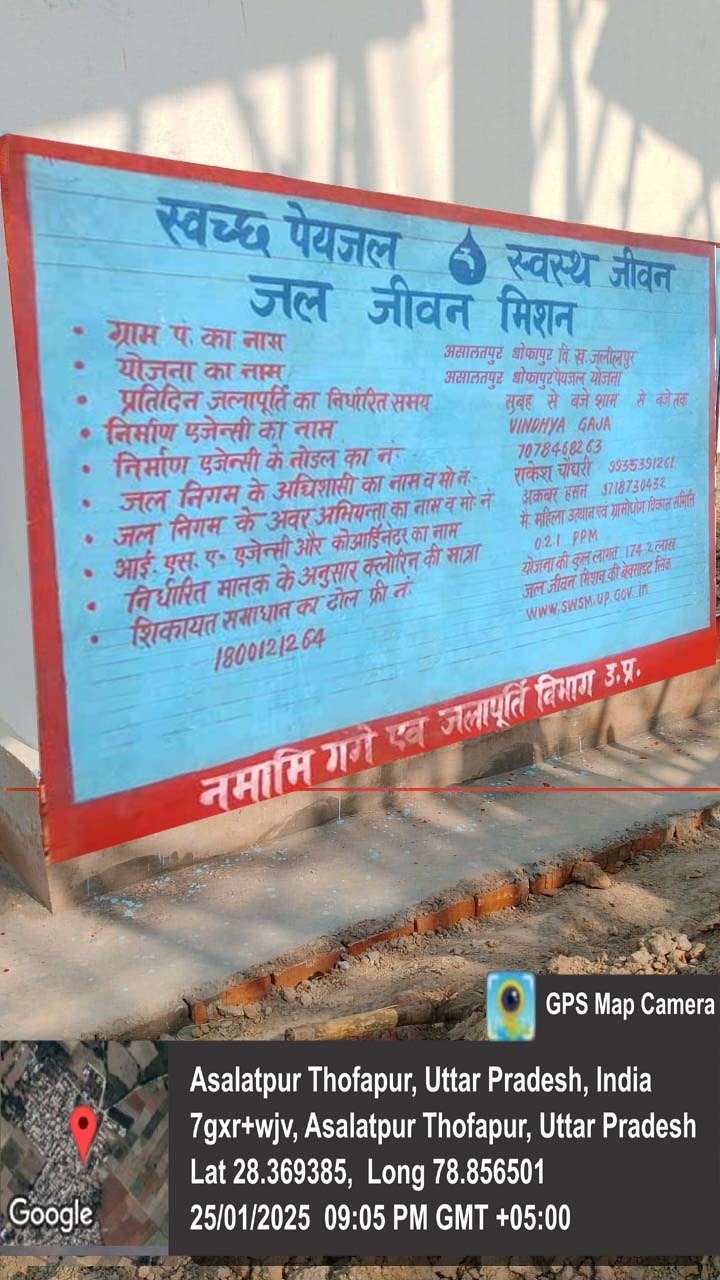 स्वच्छ पेयजल स्वस्थ जीवन
जल जीवन मिशन
• ग्राम पं. का नाम असालतपुर थोफापुर वि. ख. जलीलपुर
• योजना का नाम असालतपुर थोफापुर पेयजल योजना
• प्रतिदिन जलापूर्ति का निर्धारित समय सुबह से बजे शाम से बजे तक
• निर्माण एजेन्सी का नाम VINDHYA GAJA
• निर्माण एजेन्सी के नोडल का नं- 7078468263
• जल निगम के अधिशासी का नाम व मो नं- राकेश चौधरी 9935391261
• जल निगम के अवर अभियन्ता का नाम व मो. नं अकबर हसन 9718730432
• आई. एस. ए- एजेन्सी और कोआर्डिनेटर का नाम मै. महिला उत्थान एवं ग्रामोधोग विकास समिति
• निर्धारित मानक के अनुसार क्लोरिन की मात्रा 0.2.1 PPM
• शिकायत समाधान का टोल फ्री नं योजना की कुल लागत 174.2 लाख
1800121264 जल जीवन मिशन की वेबसाइट लिंक
www.swsm.up.gov.in
नमामि गंगे एव जलापूर्ति विभाग उ.प्र.
GPS Map Camera
Asalatpur Thofapur, Uttar Pradesh, India
7gxr+wjv, Asalatpur Thofapur, Uttar Pradesh
Lat 28.369385, Long 78.856501
25/01/2025 09:05 PM GMT +05:00
Google